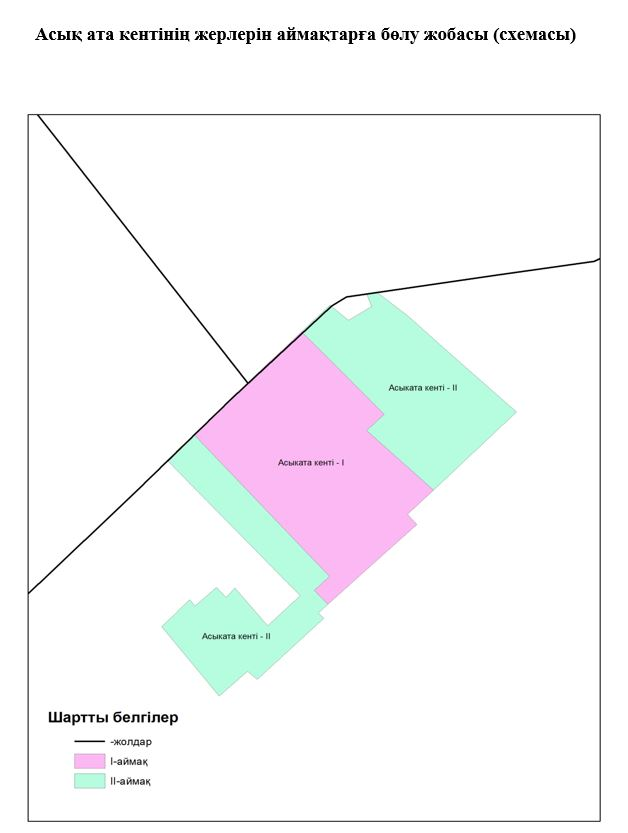 Асық ата кентінің жерлерін аймақтарға бөлу жобасы (схемасы)
Асыката кенті - II
Асыката кенті - I
Асыката кенті - II
Шартты белгілер
-жолдар
I-аймақ
II-аймақ